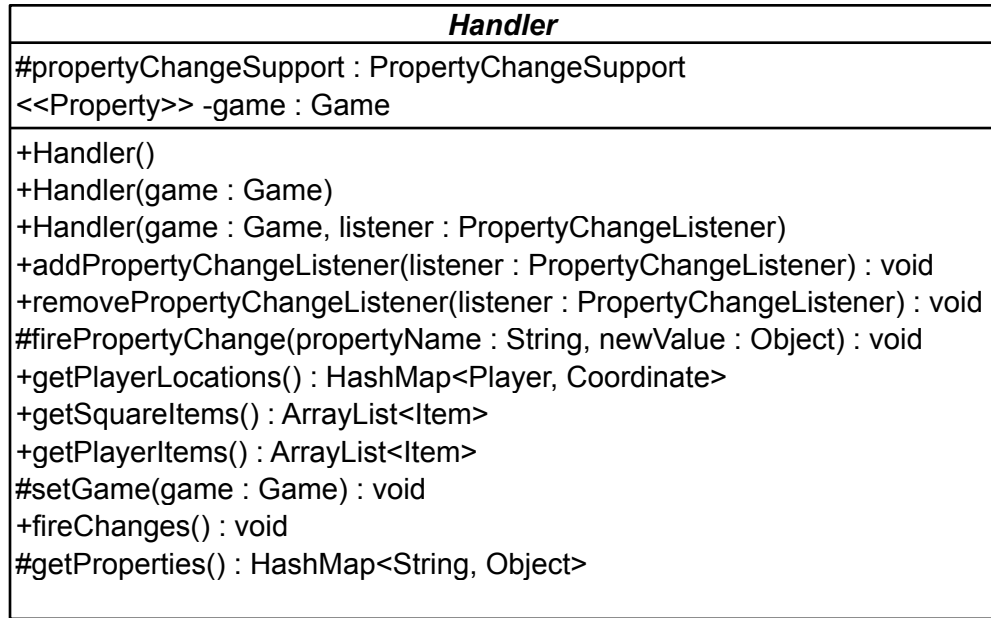 Handler
#propertyChangeSupport : PropertyChangeSupport
<<Property>> -game : Game
+Handler()
+Handler(game : Game)
+Handler(game : Game, listener : PropertyChangeListener)
+addPropertyChangeListener(listener : PropertyChangeListener) : void
+removePropertyChangeListener(listener : PropertyChangeListener) : void
#firePropertyChange(propertyName : String, newValue : Object) : void
+getPlayerLocations() : HashMap<Player, Coordinate>
+getSquareItems() : ArrayList<Item>
+getPlayerItems() : ArrayList<Item>
#setGame(game : Game) : void
+fireChanges() : void
#getProperties() : HashMap<String, Object>